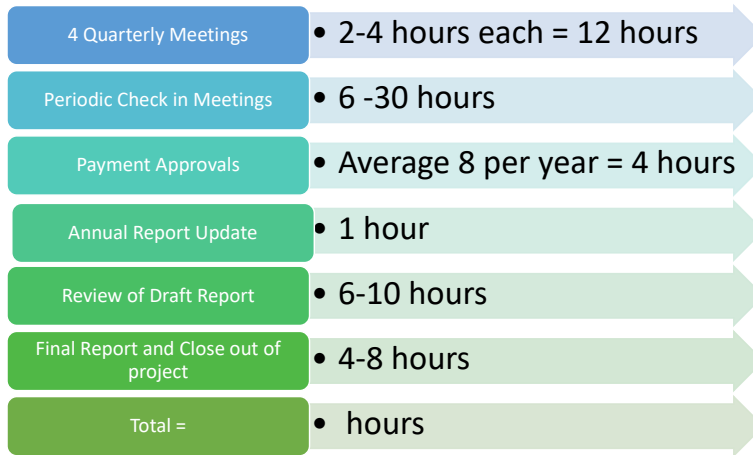 4 Quarterly Meetings
• 2-4 hours each = 12 hours
Periodic Check in Meetings
• 6 -30 hours
Payment Approvals
• Average 8 per year = 4 hours
Annual Report Update
• 1 hour
Review of Draft Report
• 6-10 hours
Final Report and Close out of
project
• 4-8 hours
Total =
• hours